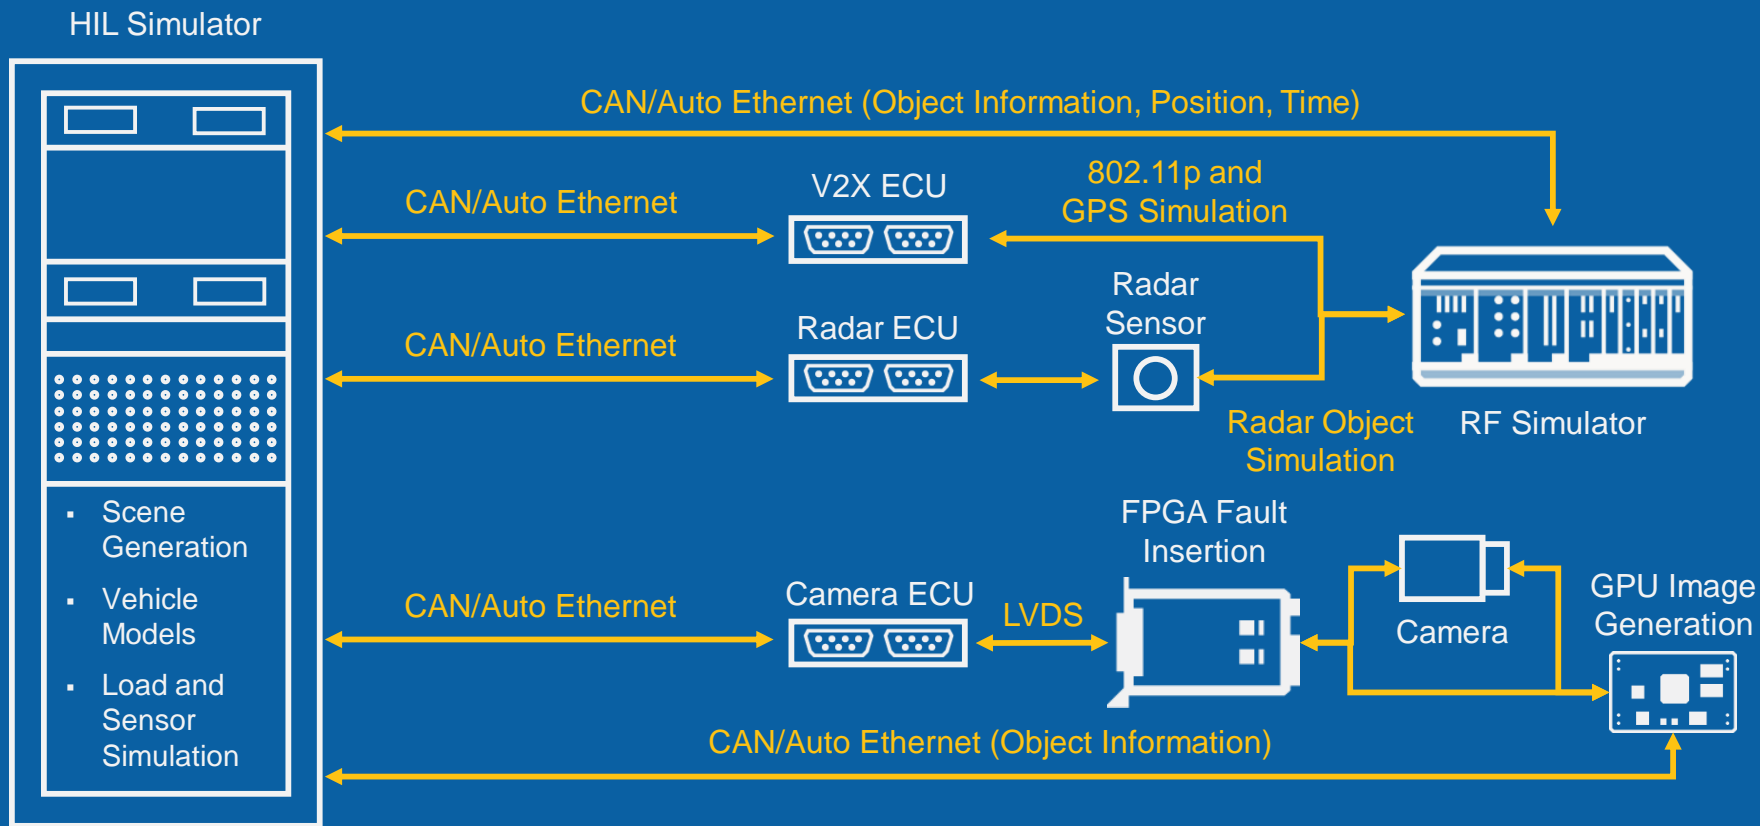 HIL Simulator
CAN/Auto Ethernet (Object Information, Position, Time)
CAN/Auto Ethernet
V2X ECU
802.11p and
GPS Simulation
CAN/Auto Ethernet
Radar ECU
Radar
Sensor
Radar Object
Simulation
RF Simulator
▪ Scene
Generation
▪ Vehicle
Models
▪ Load and
Sensor
Simulation
CAN/Auto Ethernet
Camera ECU
LVDS
FPGA Fault
Insertion
Camera
GPU Image
Generation
CAN/Auto Ethernet (Object Information)